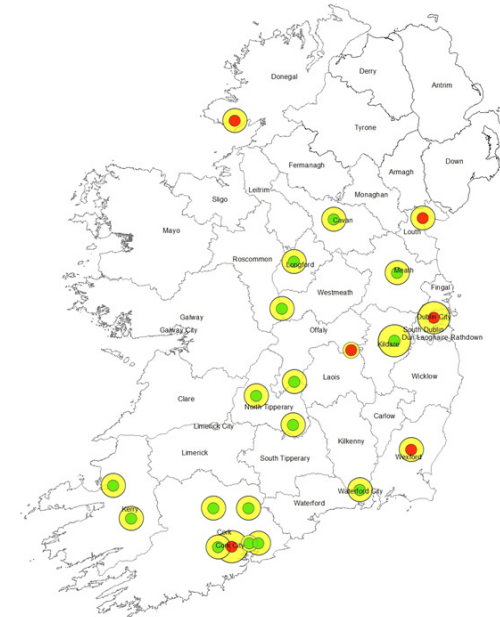 Derry
Donegal
Antrim
Tyrone
Down
Fermanagh
Armagh
Leitrim
Monaghan
Sligo
Cavan
Mayo
Louth
Roscommon
Longford
Meath
Westmeath
Fingal
Galway
Dublin City
Galway City
Offaly
South Dublin
Dun Laoghaire-Rathdown
Kildare
Laois
Wicklow
Clare
North Tipperary
Carlow
Limerick City
Kilkenny
Limerick
South Tipperary
Wexford
Waterford City
Waterford
Kerry
Cork
Cork City